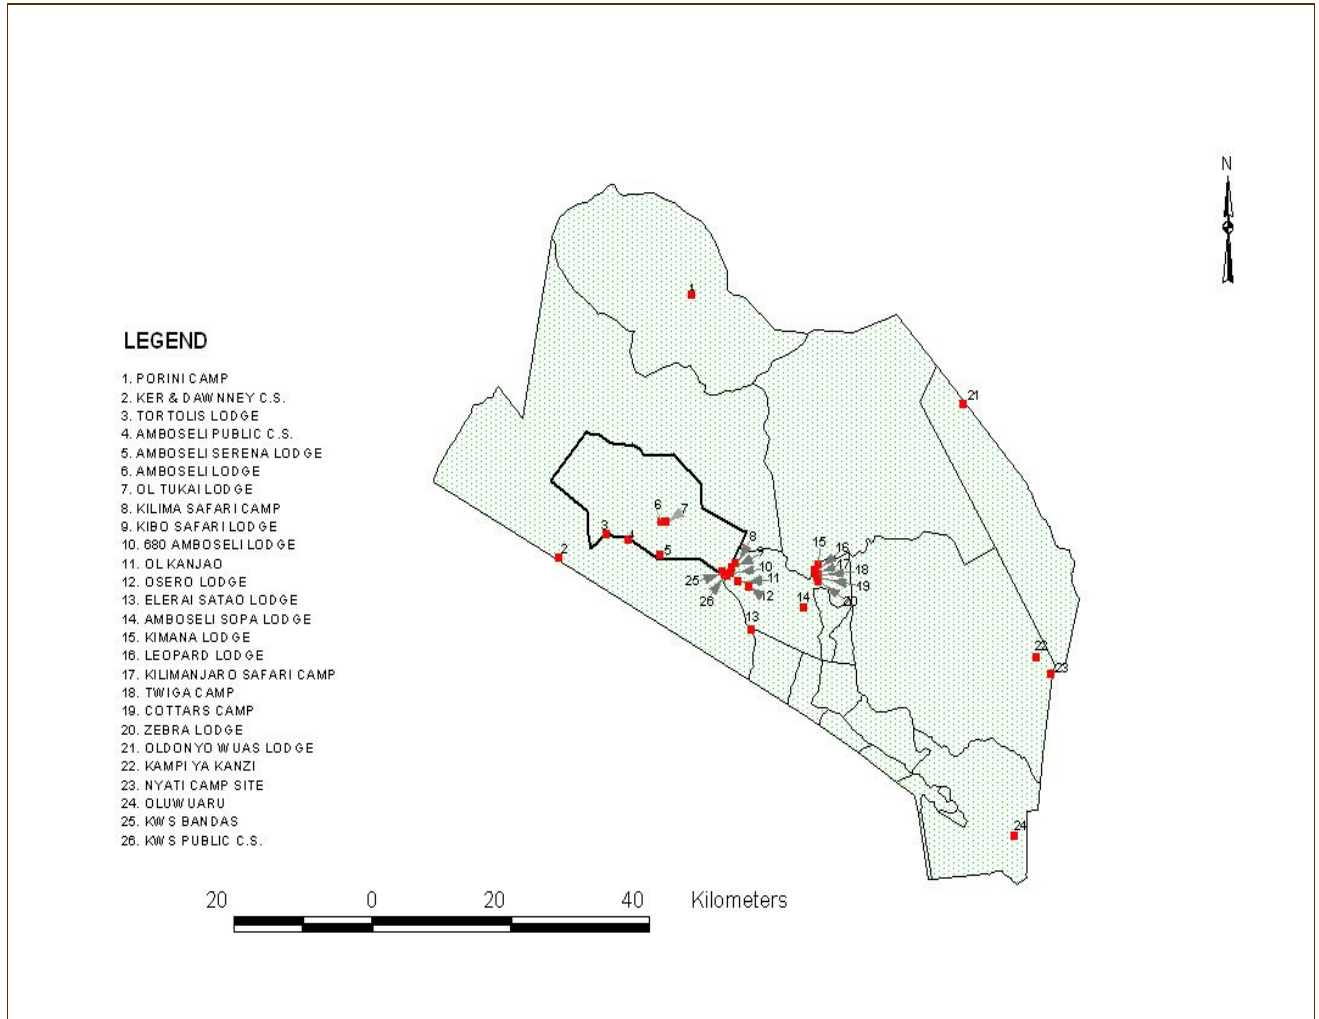 N
1
LEGEND
1. PORINI CAMP
2. KER & DAWNNEY C.S.
3. TORTOLIS LODGE
4. AMBOSELI PUBLIC C.S.
5. AMBOSELI SERENA LODGE
6. AMBOSELI LODGE
7. OL TUKAI LODGE
8. KILIMA SAFARI CAMP
9. KIBO SAFARI LODGE
10. 680 AMBOSELI LODGE
11. OL KANJAO
12. OSERO LODGE
13. ELERAI SATAO LODGE
14. AMBOSELI SOPA LODGE
15. KIMANA LODGE
16. LEOPARD LODGE
17. KILIMANJARO SAFARI CAMP
18. TWIGA CAMP
19. COTTARS CAMP
20. ZEBRA LODGE
21. OLDONYO WUAS LODGE
22. KAMPI YA KANZI
23. NYATI CAMP SITE
24. OLUWUARU
25. KWS BANDAS
26. KWS PUBLIC C.S.
21
6 7
3 4
2 5
8 9 10 11 12
25 26
15 16 17 18 19 20
14
13
22
23
24
20 0 20 40 Kilometers